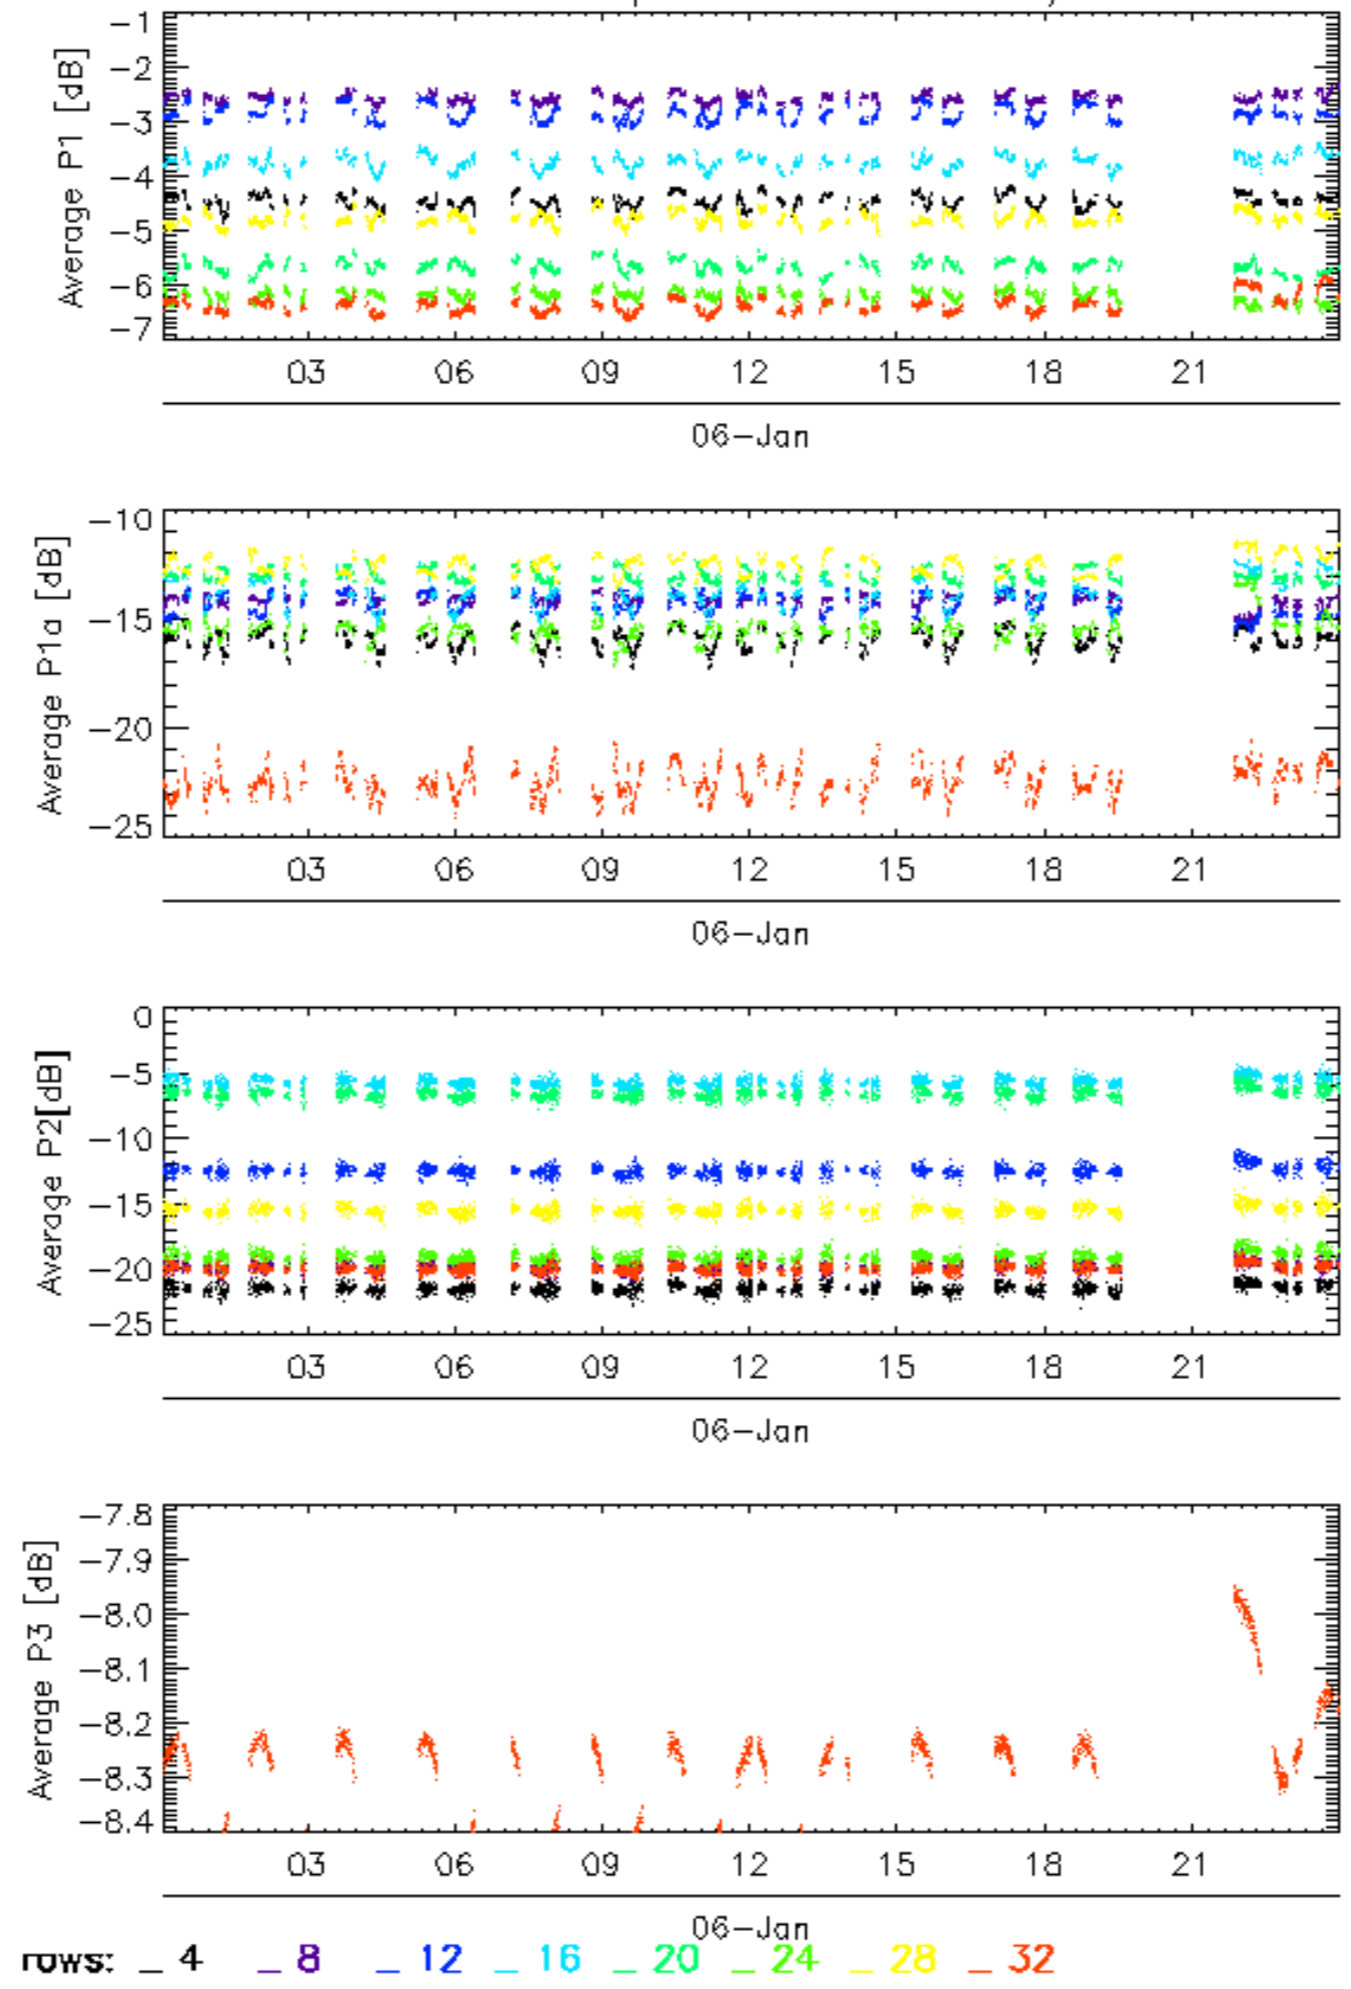 Average P1 [dB]
-1
-2
-3
-4
-5
-6
-7
03 06 09 12 15 18 21
06-Jan
Average P1a [dB]
-10
-15
-20
-25
03 06 09 12 15 18 21
06-Jan
Average P2[dB]
0
-5
-10
-15
-20
-25
03 06 09 12 15 18 21
06-Jan
Average P3 [dB]
-7.8
-7.9
-8.0
-8.1
-8.2
-8.3
-8.4
03 06 09 12 15 18 21
06-Jan
rows: _ 4 _ 8 _ 12 _ 16 _ 20 _ 24 _ 28 _ 32